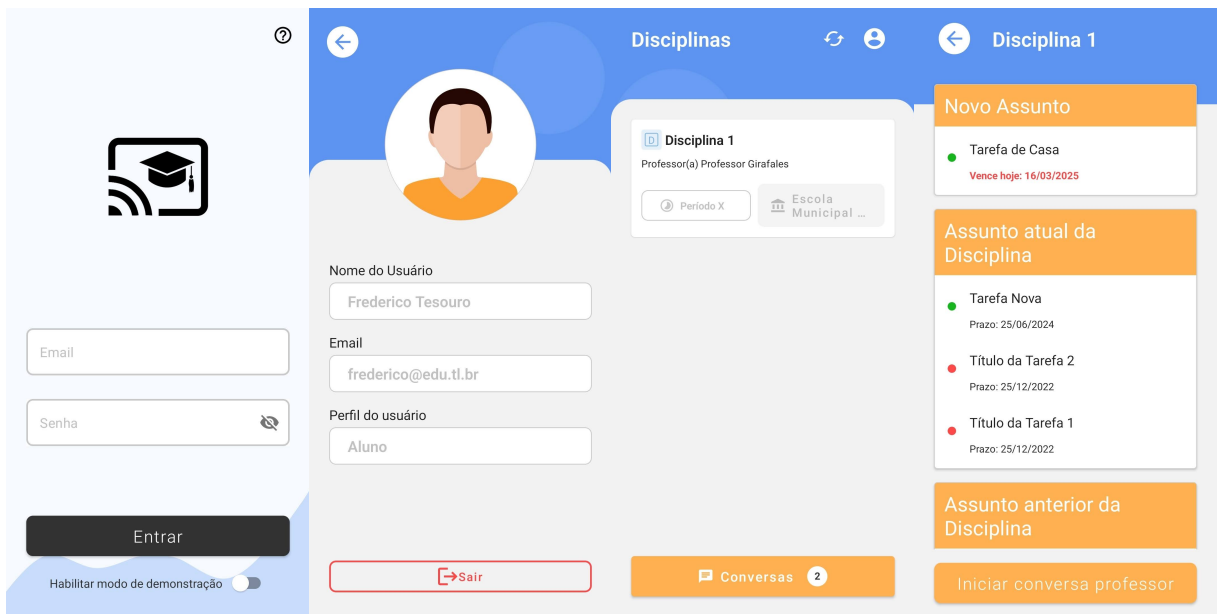 Email
Senha
Entrar
Habilitar modo de demonstração
Nome do Usuário
Frederico Tesouro
Email
frederico@edu.tl.br
Perfil do usuário
Aluno
Sair
Disciplinas
D Disciplina 1
Professor(a) Professor Girafales
Período X
Escola
Municipal ...
Conversas 2
Disciplina 1
Novo Assunto
Tarefa de Casa
Vence hoje: 16/03/2025
Assunto atual da
Disciplina
Tarefa Nova
Prazo: 25/06/2024
Título da Tarefa 2
Prazo: 25/12/2022
Título da Tarefa 1
Prazo: 25/12/2022
Assunto anterior da
Disciplina
Iniciar conversa professor